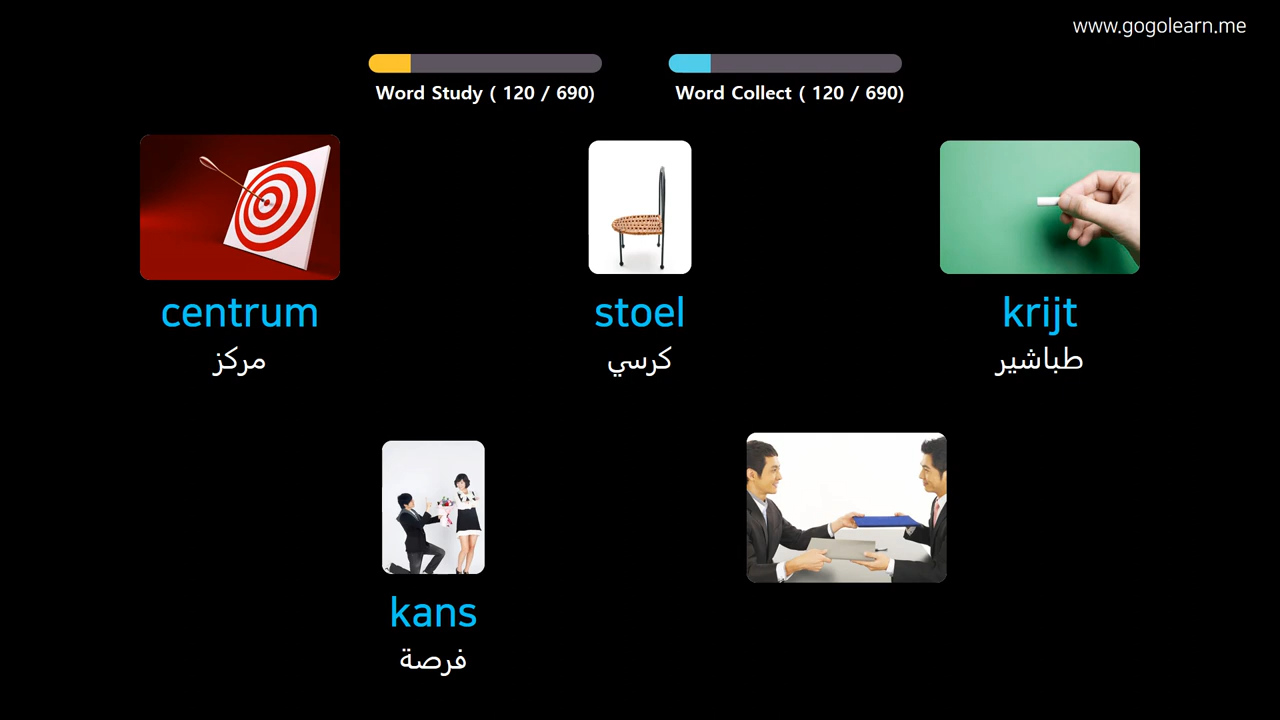 www.gogolearn.me
Word Study ( 120 / 690)
Word Collect ( 120 / 690)
centrum
مركز
stoel
كرسي
krijt
طباشير
kans
فرصة